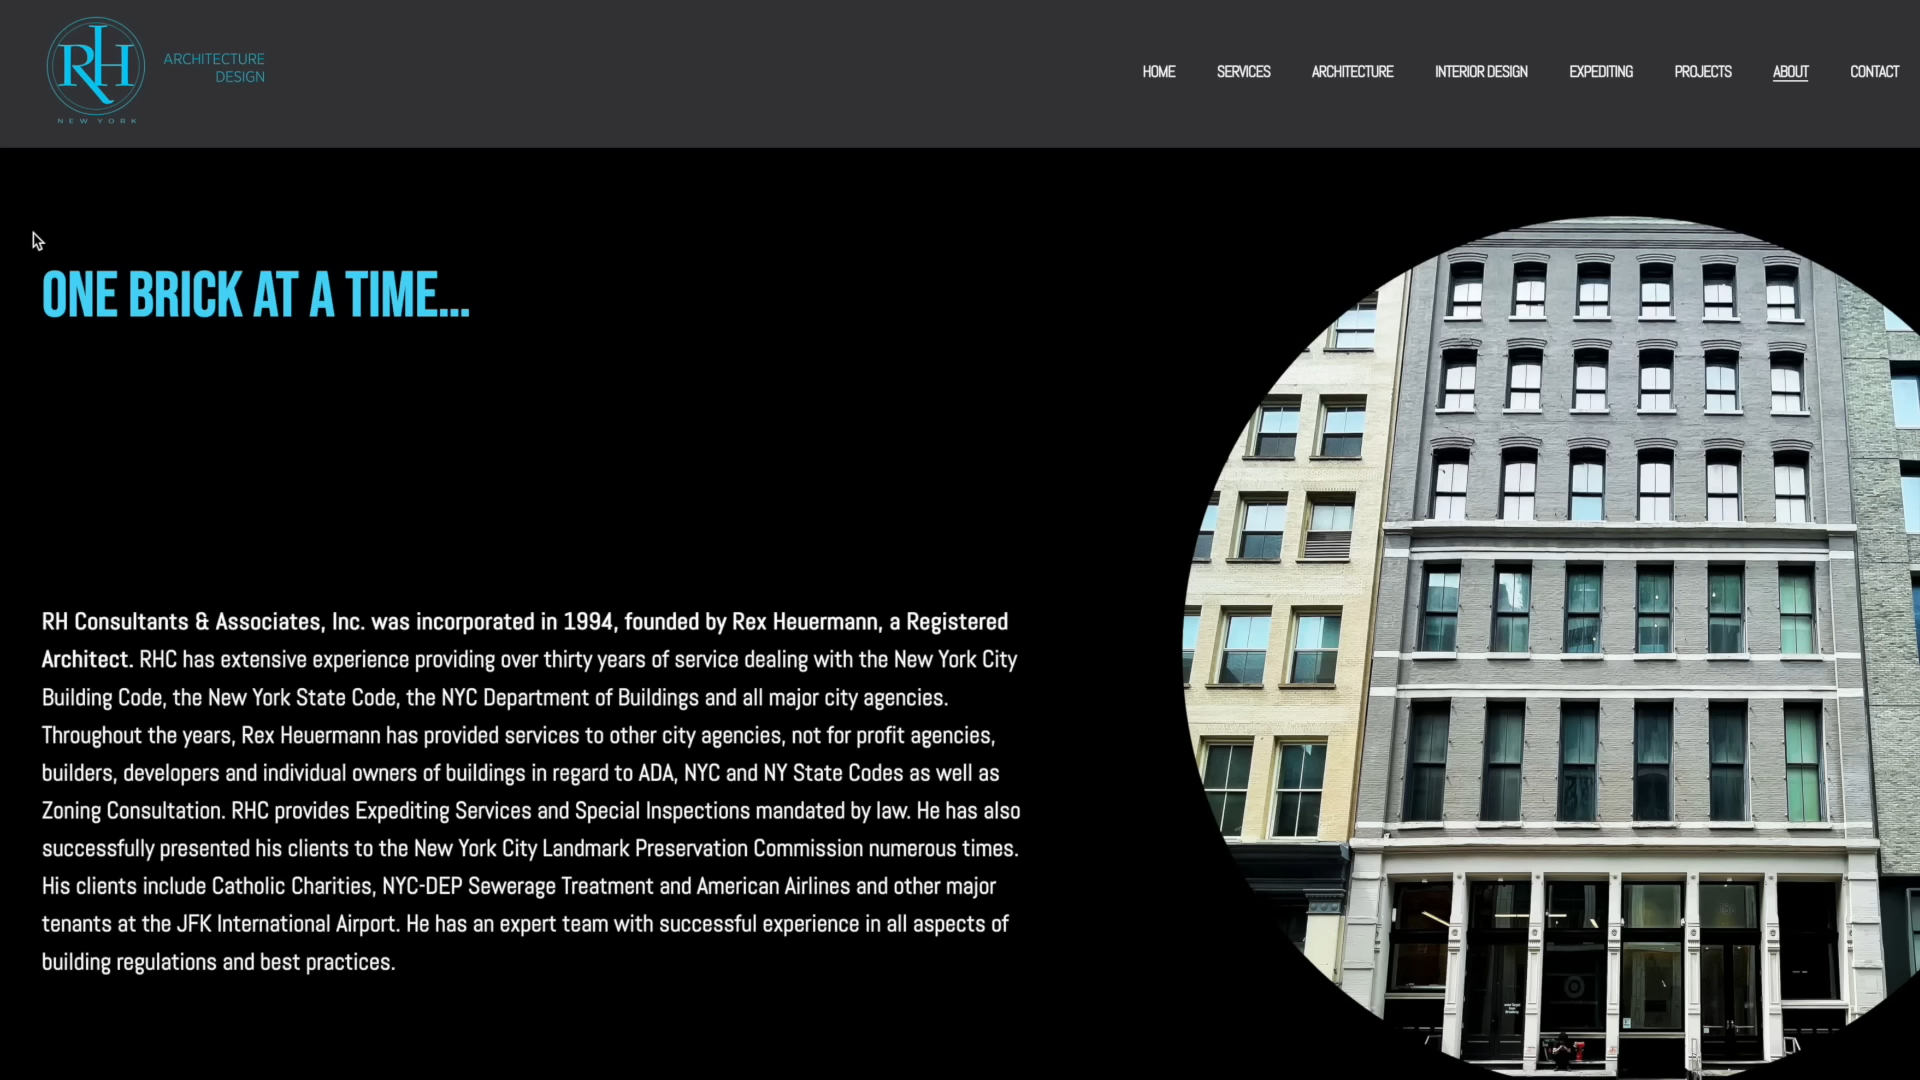 RH
NEW YORK
ARCHITECTURE
DESIGN
HOME SERVICES ARCHITECTURE INTERIOR DESIGN EXPEDITING PROJECTS ABOUT CONTACT
ONE BRICK AT A TIME...
RH Consultants & Associates, Inc. was incorporated in 1994, founded by Rex Heuermann, a Registered
Architect. RHC has extensive experience providing over thirty years of service dealing with the New York City
Building Code, the New York State Code, the NYC Department of Buildings and all major city agencies.
Throughout the years, Rex Heuermann has provided services to other city agencies, not for profit agencies,
builders, developers and individual owners of buildings in regard to ADA, NYC and NY State Codes as well as
Zoning Consultation. RHC provides Expediting Services and Special Inspections mandated by law. He has also
successfully presented his clients to the New York City Landmark Preservation Commission numerous times.
His clients include Catholic Charities, NYC-DEP Sewerage Treatment and American Airlines and other major
tenants at the JFK International Airport. He has an expert team with successful experience in all aspects of
building regulations and best practices.